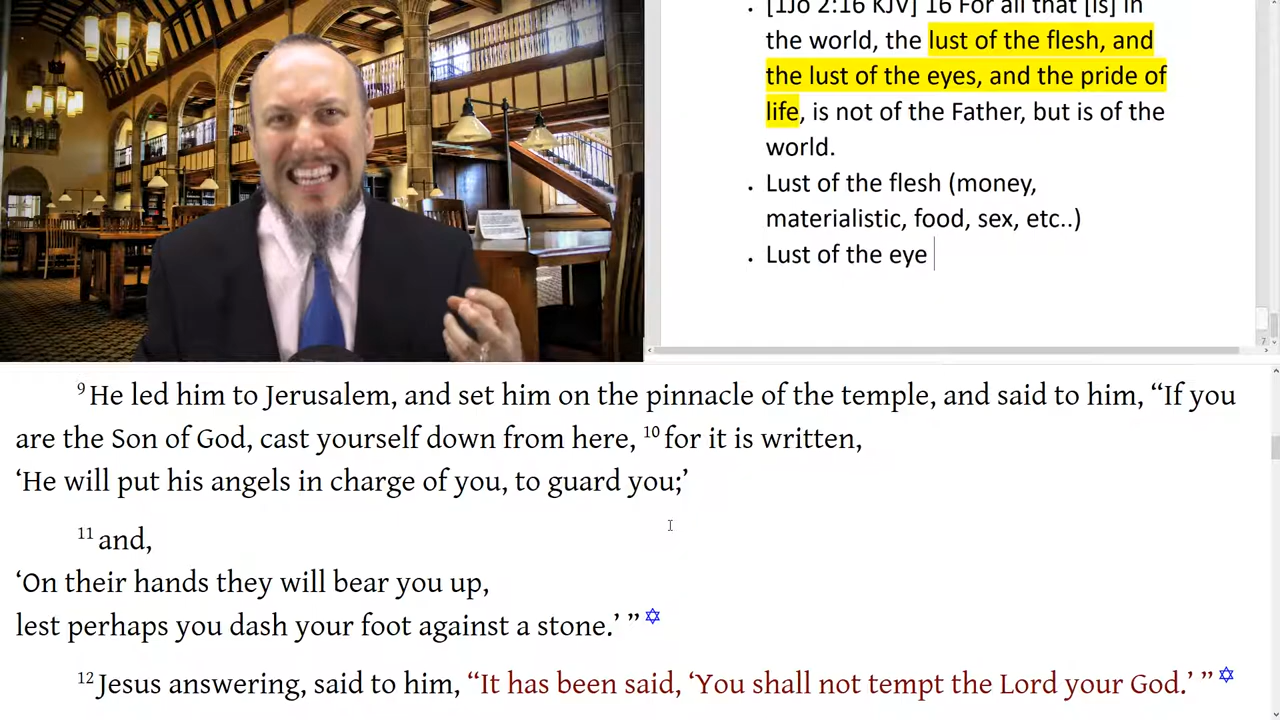 [1Jo 2:16 KJV] 16 For all that [is] in
the world, the lust of the flesh, and
the lust of the eyes, and the pride of
life, is not of the Father, but is of the
world.
Lust of the flesh (money,
materialistic, food, sex, etc..)
Lust of the eye
9 He led him to Jerusalem, and set him on the pinnacle of the temple, and said to him, “If you
are the Son of God, cast yourself down from here, 10 for it is written,
‘He will put his angels in charge of you, to guard you;’
11 and,
‘On their hands they will bear you up,
lest perhaps you dash your foot against a stone.’ ”
12 Jesus answering, said to him, “It has been said, ‘You shall not tempt the Lord your God.’ ”